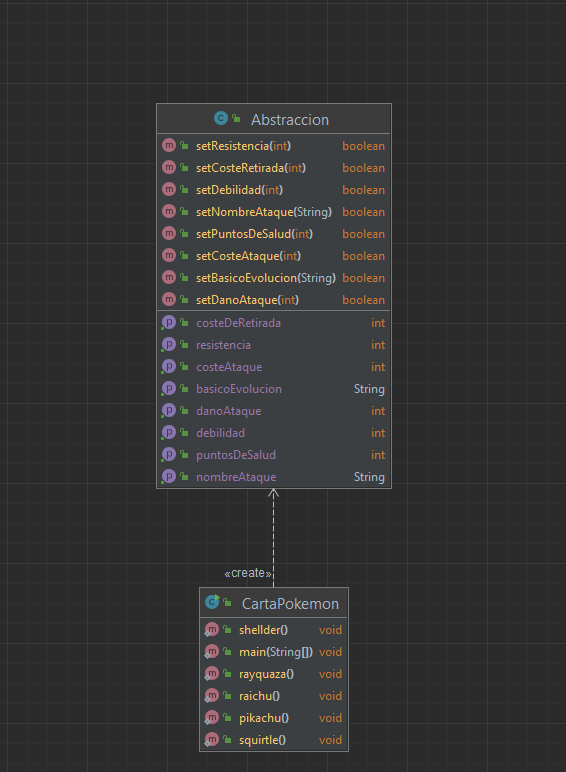 Abstraccion
setResistencia(int) boolean
setCosteRetirada(int) boolean
setDebilidad(int) boolean
setNombreAtaque(String) boolean
setPuntosDeSalud(int) boolean
setCosteAtaque(int) boolean
setBasicoEvolucion(String) boolean
setDanoAtaque(int) boolean
costeDeRetirada int
resistencia int
costeAtaque int
basicoEvolucion String
danoAtaque int
debilidad int
puntosDeSalud int
nombreAtaque String
«create»
CartaPokemon
shellder() void
main(String[]) void
rayquaza() void
raichu() void
pikachu() void
squirtle() void